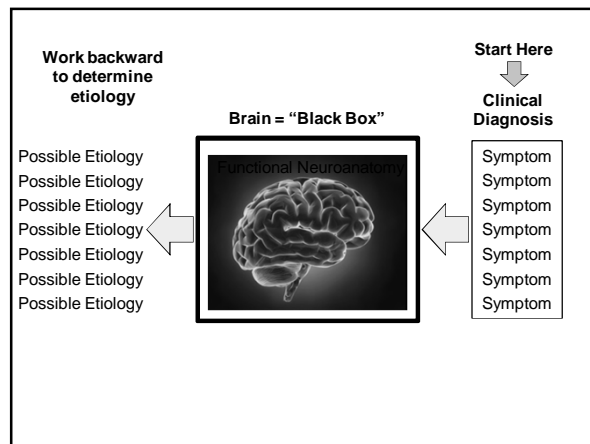 Work backward
to determine
etiology
Start Here
Clinical
Diagnosis
Brain = “Black Box”
Functional Neuroanatomy
Possible Etiology
Possible Etiology
Possible Etiology
Possible Etiology
Possible Etiology
Possible Etiology
Possible Etiology
Symptom
Symptom
Symptom
Symptom
Symptom
Symptom
Symptom